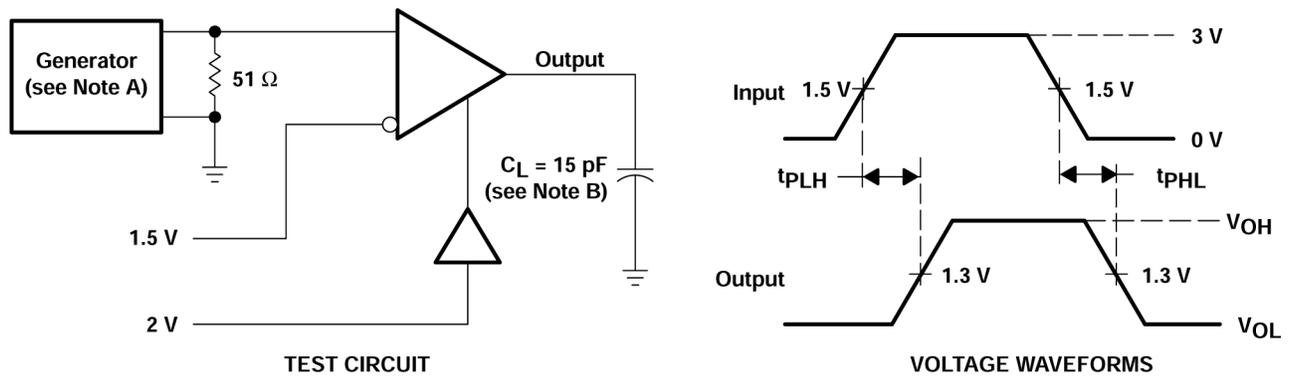 Generator
(see Note A)
51 Ω
Output
CL = 15 pF
(see Note B)
1.5 V
2 V
TEST CIRCUIT
3 V
Input
1.5 V
1.5 V
0 V
tPLH
tPHL
VOH
Output
1.3 V
1.3 V
VOL
VOLTAGE WAVEFORMS